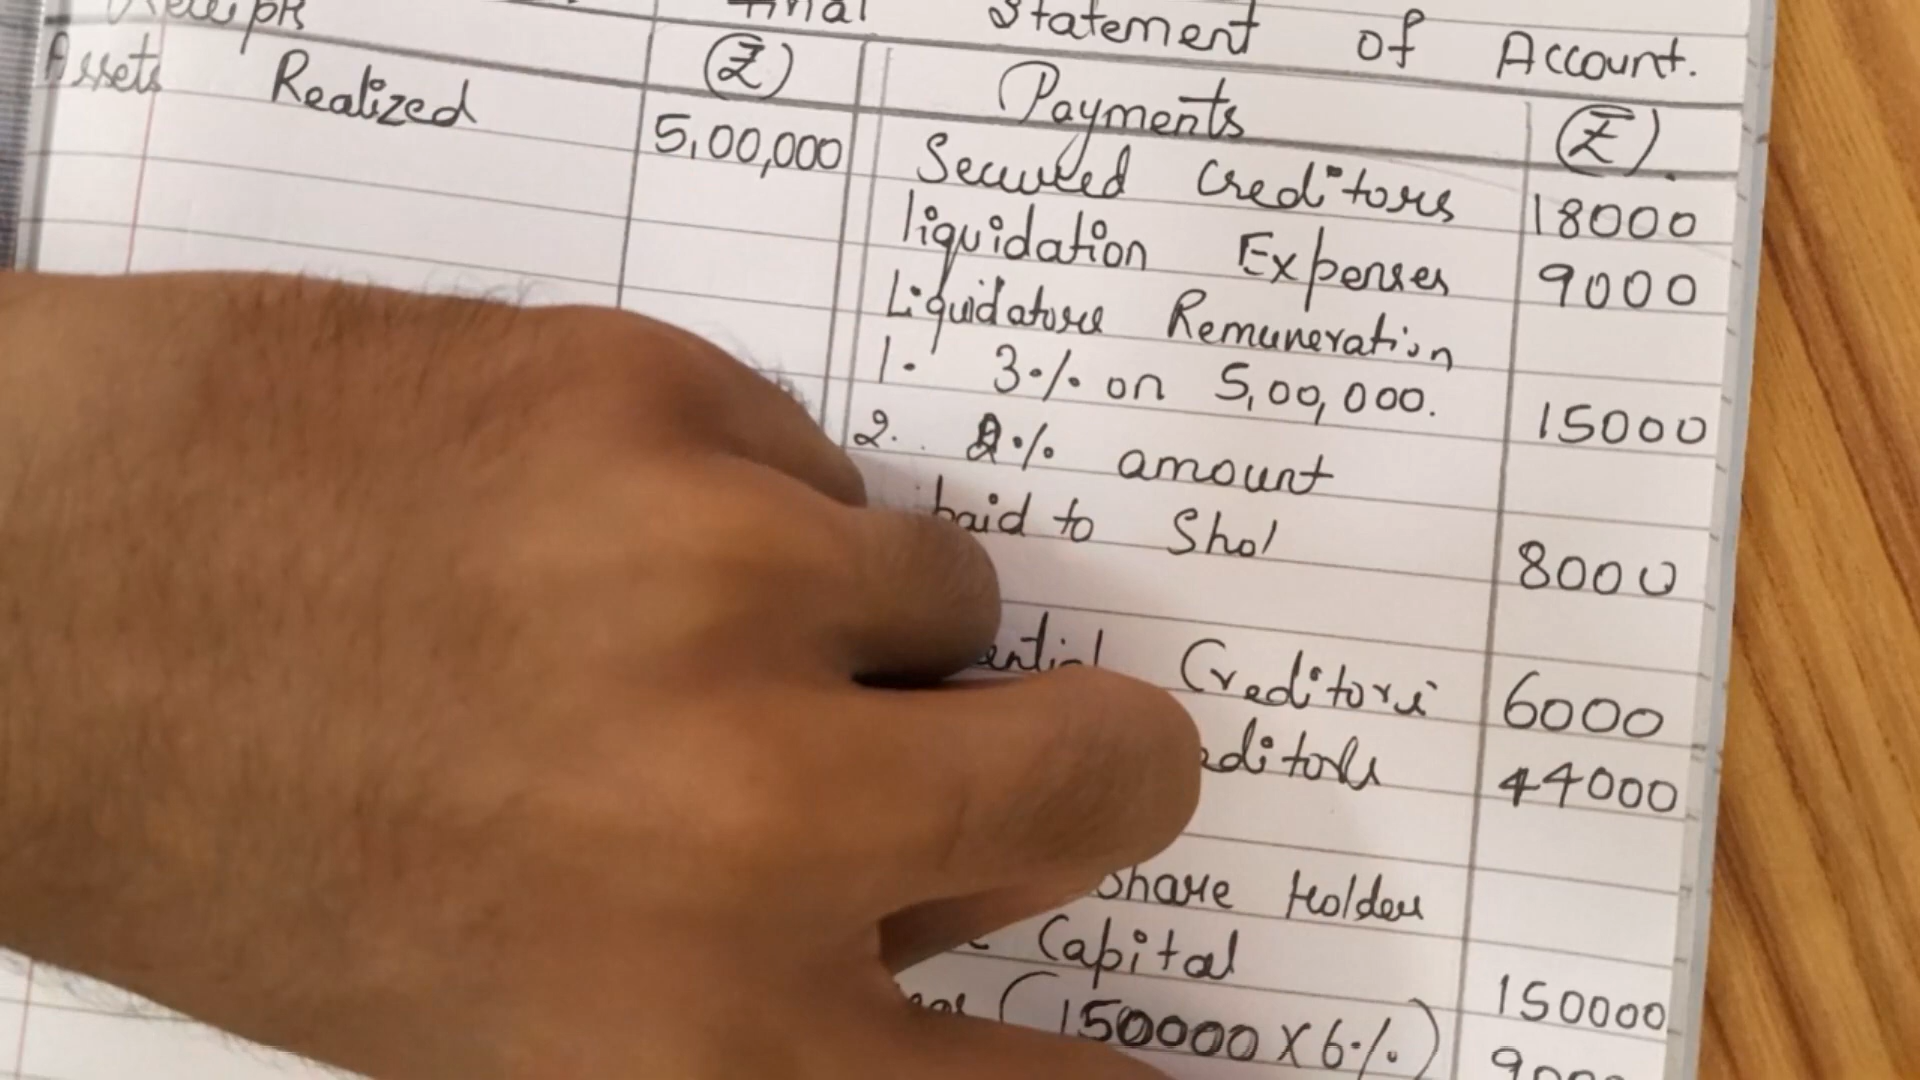 Final Statement of Account.
Receipts
(₹)
Payments
(₹).
Assets Realized
5,00,000
Secured Creditors
18000
liquidation Expenses
9000
Liquidators Remuneration
1. 3% on 5,00,000.
15000
2. 2% amount
paid to Shol
8000
Creditors
6000
44000
Share Holder
Capital
150000
(150000 X 6%)